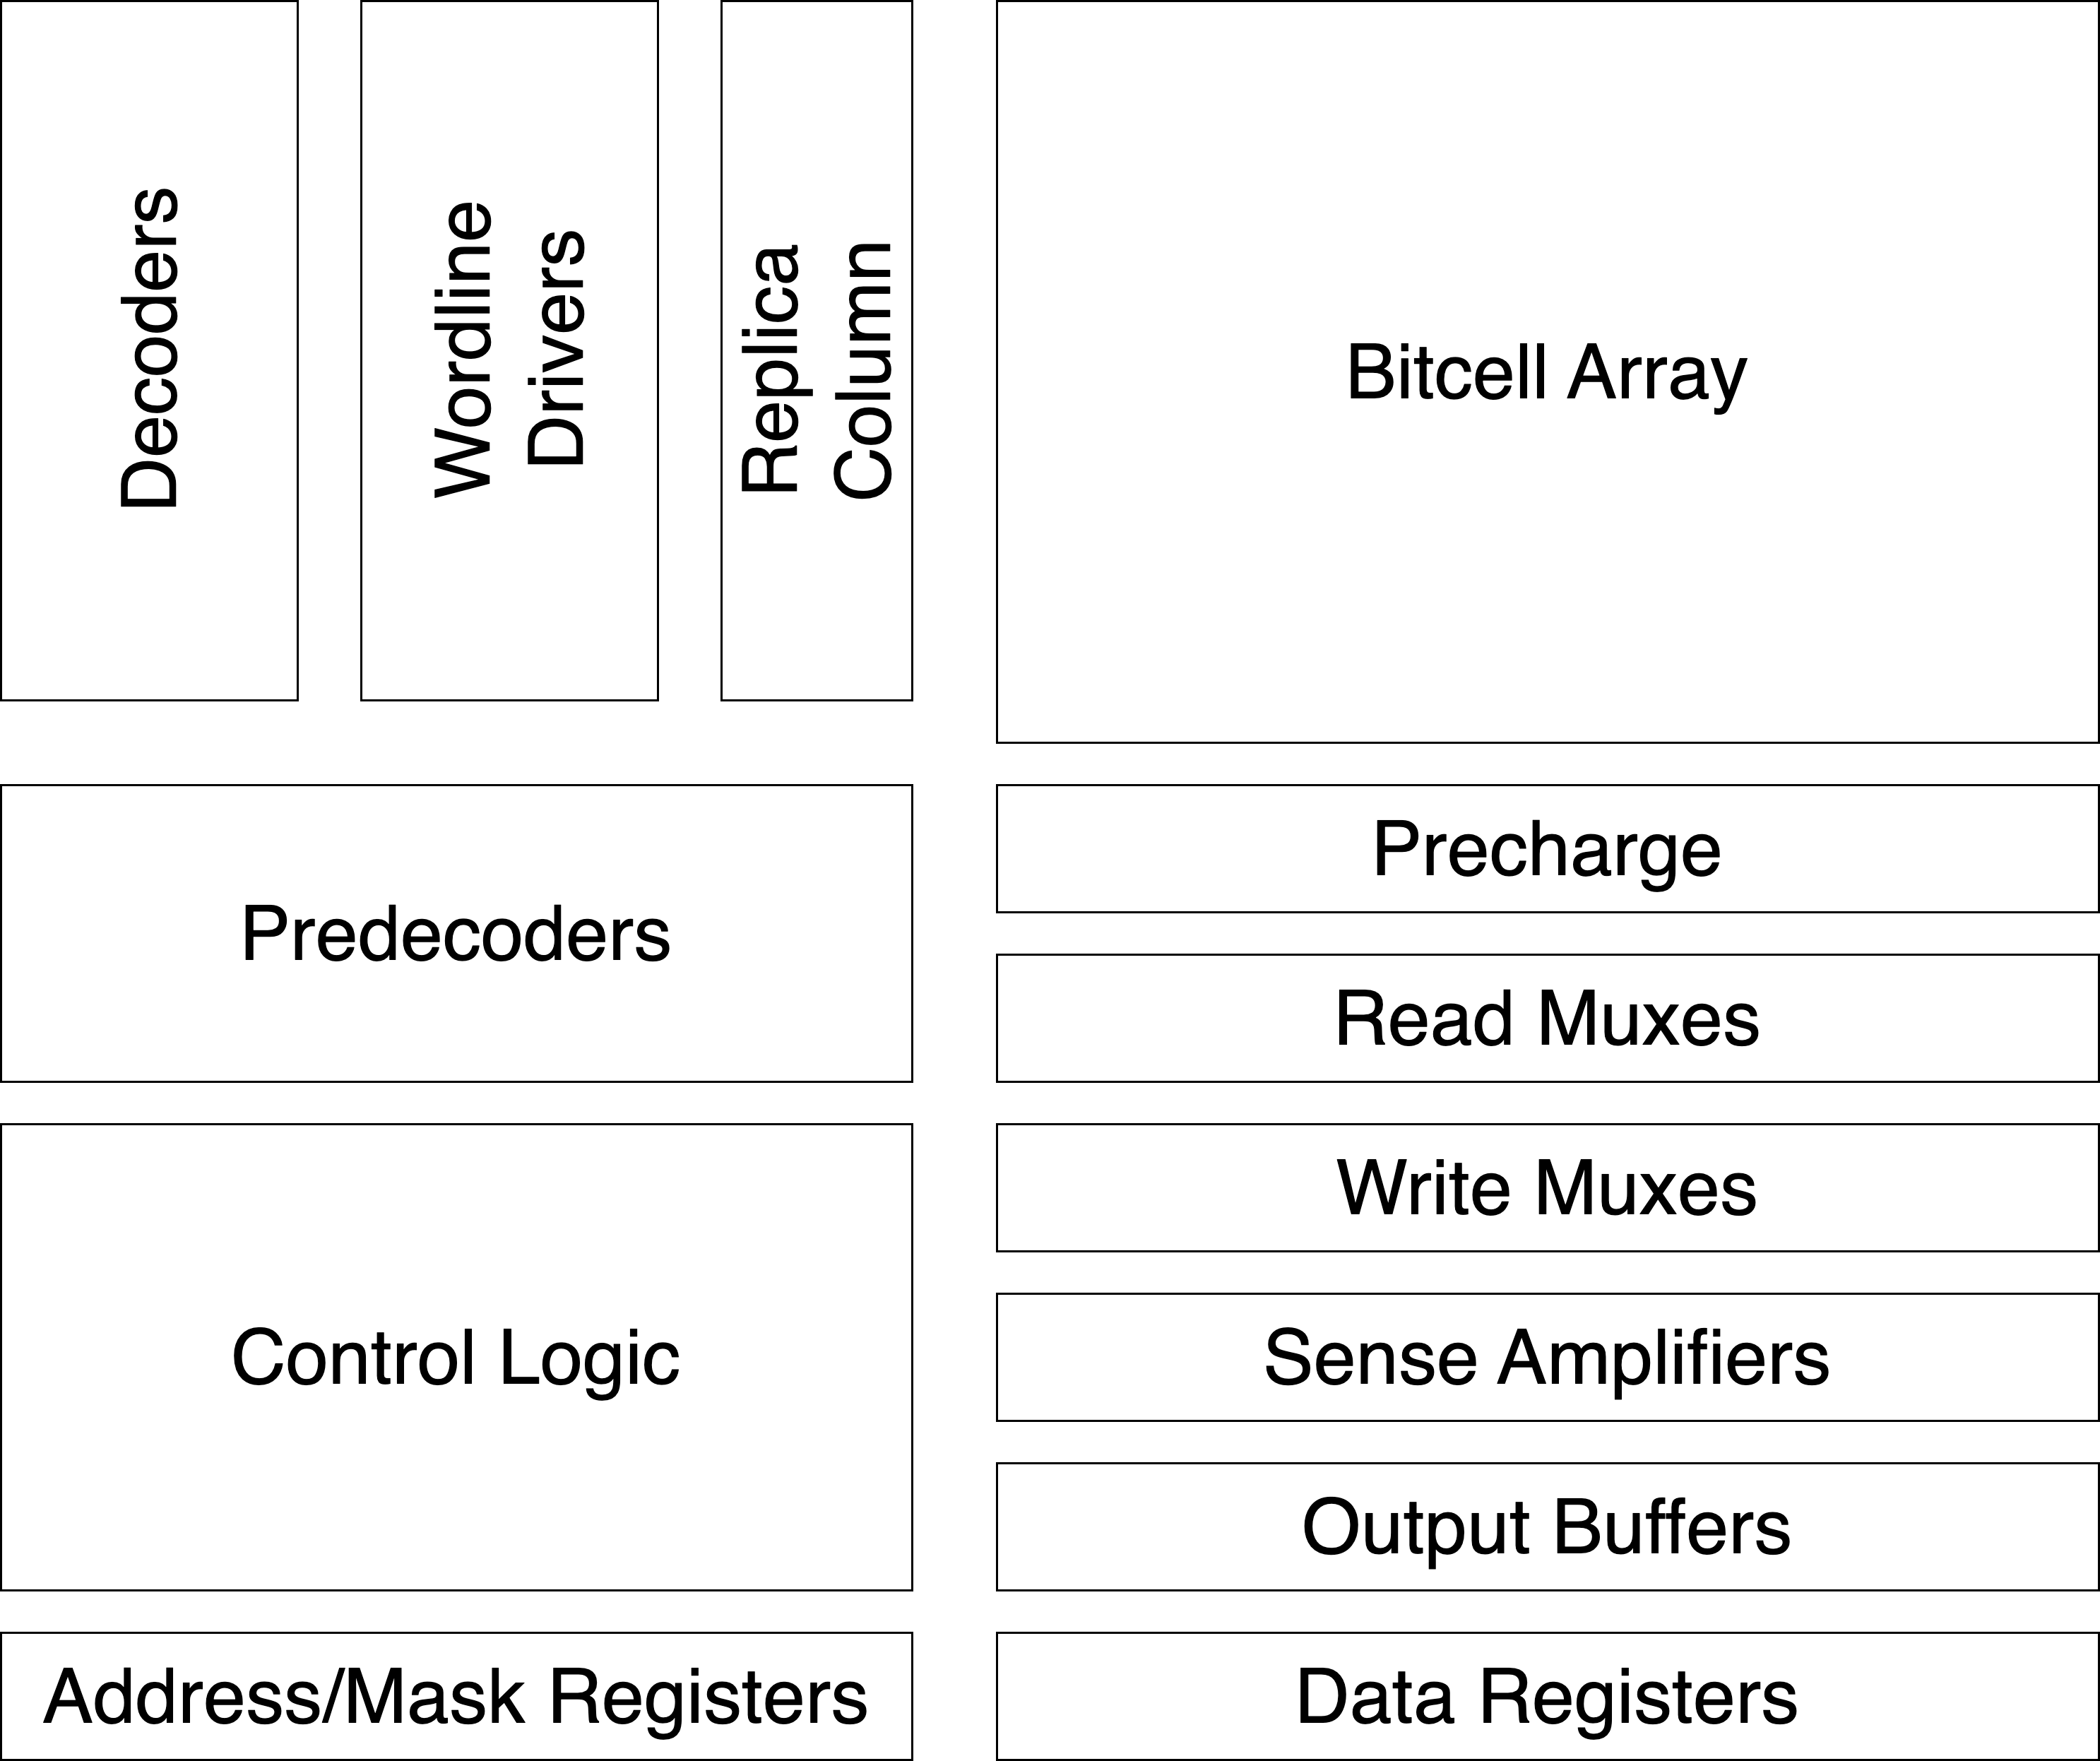 Decoders
Wordline
Drivers
Replica
Column
Bitcell Array
Predecoders
Control Logic
Address/Mask Registers
Precharge
Read Muxes
Write Muxes
Sense Amplifiers
Output Buffers
Data Registers